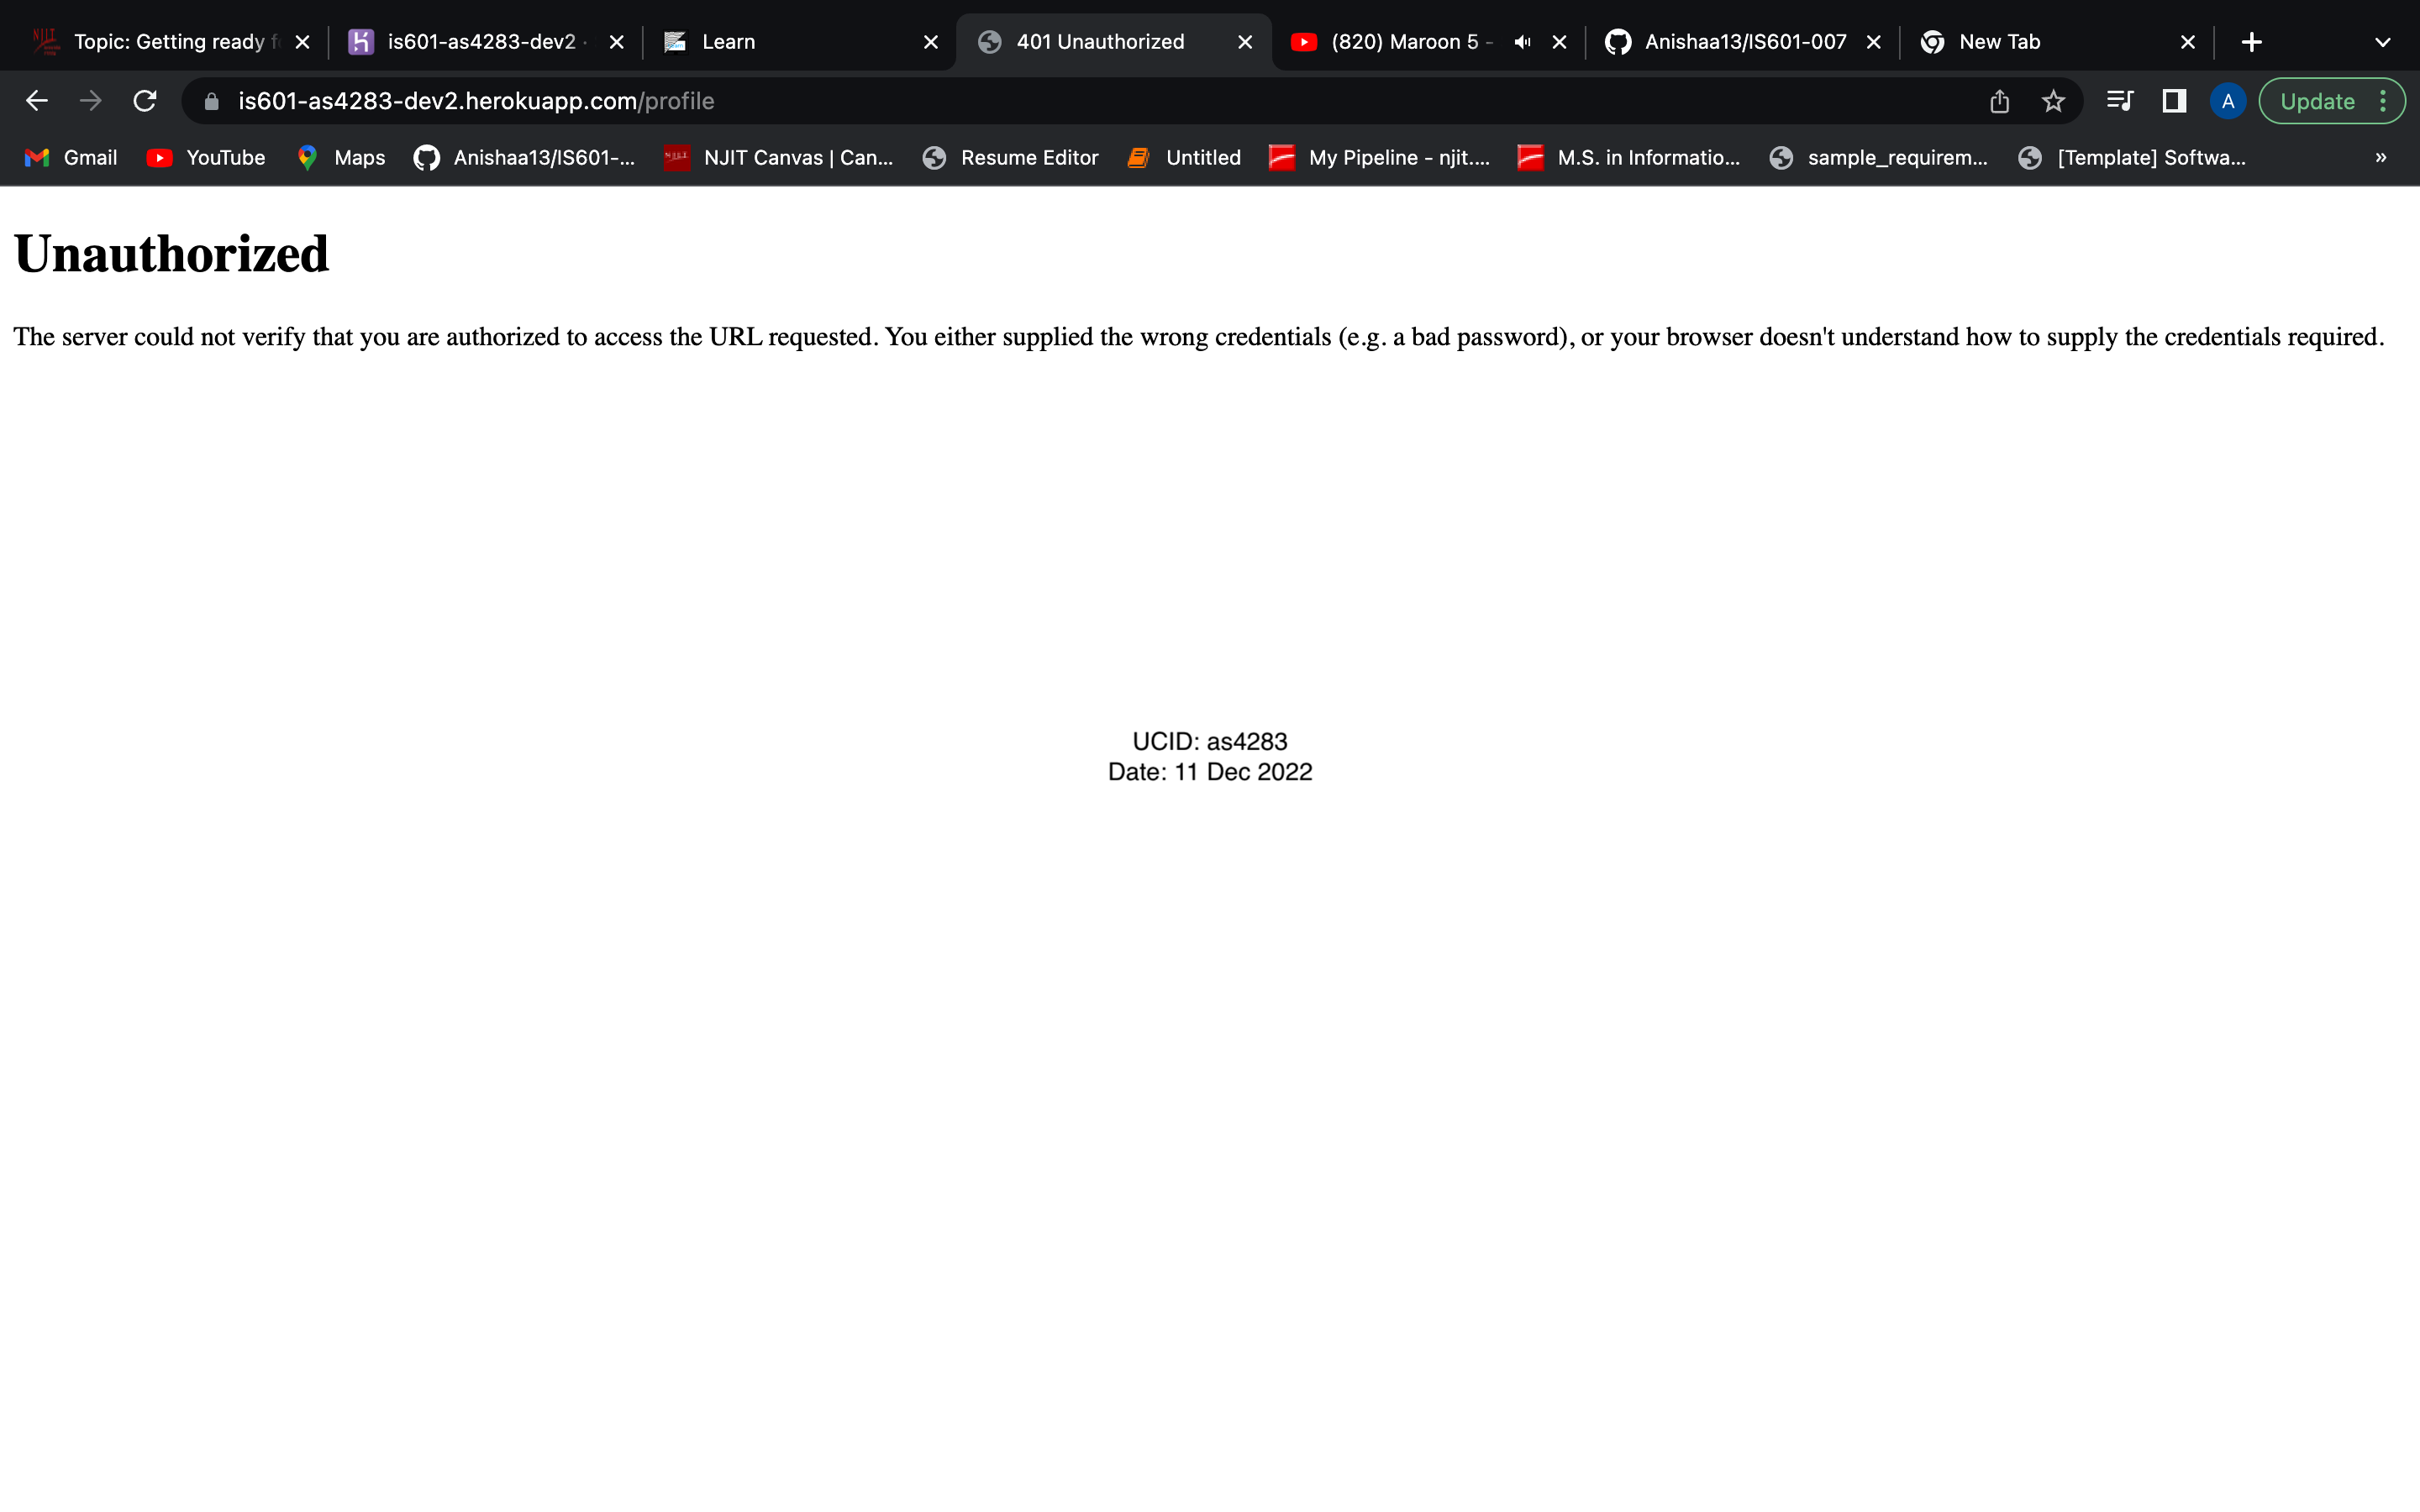 Topic: Getting ready f
is601-as4283-dev2 ·
Learn
401 Unauthorized
(820) Maroon 5 -
Anishaa13/IS601-007
New Tab
is601-as4283-dev2.herokuapp.com/profile
A
Update
Gmail
YouTube
Maps
Anishaa13/IS601-...
NJIT Canvas | Can...
Resume Editor
Untitled
My Pipeline - njit....
M.S. in Informatio...
sample_requirem...
[Template] Softwa...
»
Unauthorized
The server could not verify that you are authorized to access the URL requested. You either supplied the wrong credentials (e.g. a bad password), or your browser doesn't understand how to supply the credentials required.
UCID: as4283
Date: 11 Dec 2022